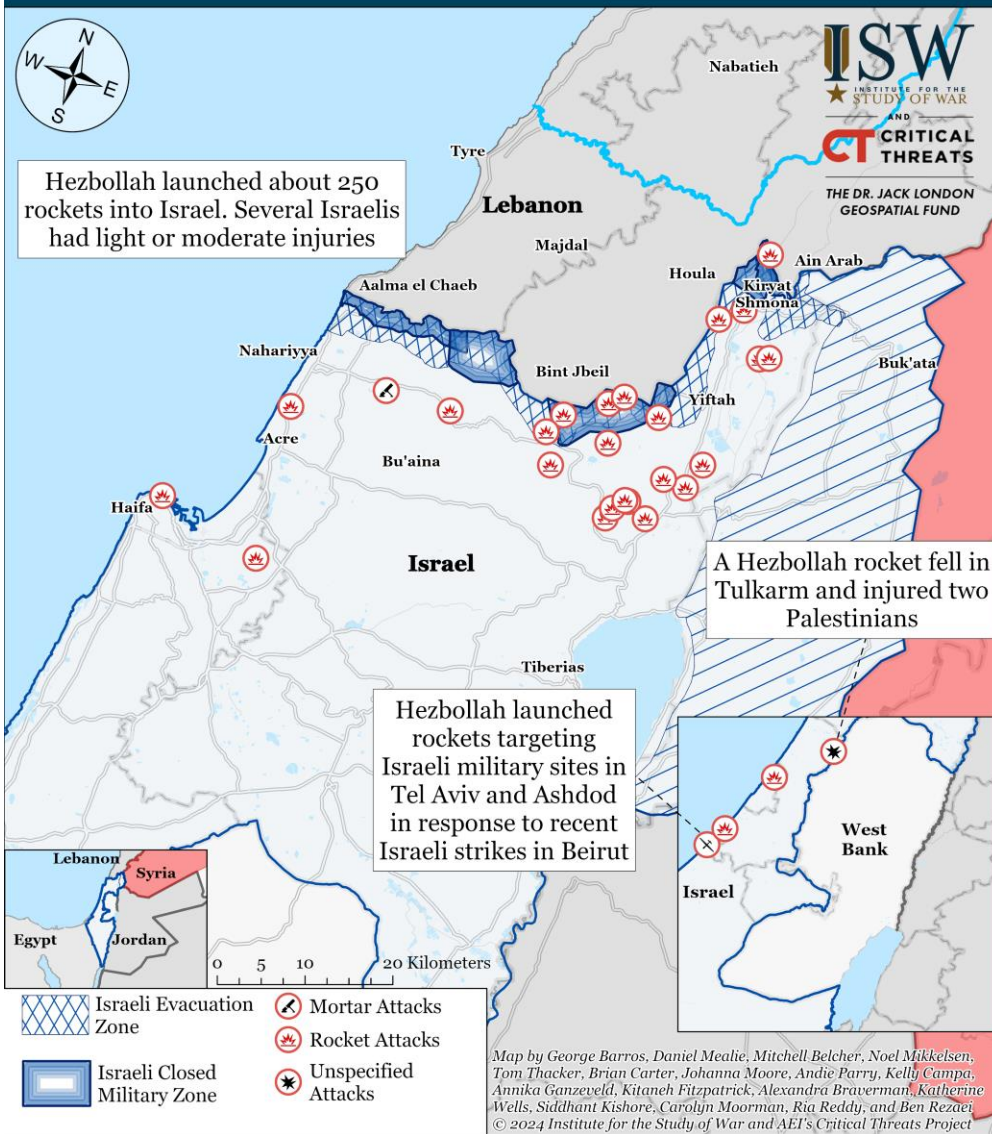 N
W
E
S
ISW
INSTITUTE FOR THE
STUDY OF WAR
AND
CT CRITICAL
THREATS
THE DR. JACK LONDON
GEOSPATIAL FUND
Nabatieh
Tyre
Hezbollah launched about 250
rockets into Israel. Several Israelis
had light or moderate injuries
Lebanon
Majdal
Houla
Ain Arab
Aalma el Chaeb
Kiryat
Shmona
Nahariyya
Bint Jbeil
Buk'ata
Yiftah
Acre
Bu'aina
Haifa
Israel
A Hezbollah rocket fell in
Tulkarm and injured two
Palestinians
Tiberias
Hezbollah launched
rockets targeting
Israeli military sites in
Tel Aviv and Ashdod
in response to recent
Israeli strikes in Beirut
West
Bank
Israel
Lebanon
Syria
Egypt
Jordan
0 5 10 20 Kilometers
Israeli Evacuation
Zone
Israeli Closed
Military Zone
Mortar Attacks
Rocket Attacks
Unspecified
Attacks
Map by George Barros, Daniel Mealie, Mitchell Belcher, Noel Mikkelsen,
Tom Thacker, Brian Carter, Johanna Moore, Andie Parry, Kelly Campa,
Annika Ganzeveld, Kitaneh Fitzpatrick, Alexandra Braverman, Katherine
Wells, Siddhant Kishore, Carolyn Moorman, Ria Reddy, and Ben Rezaei
© 2024 Institute for the Study of War and AEI's Critical Threats Project